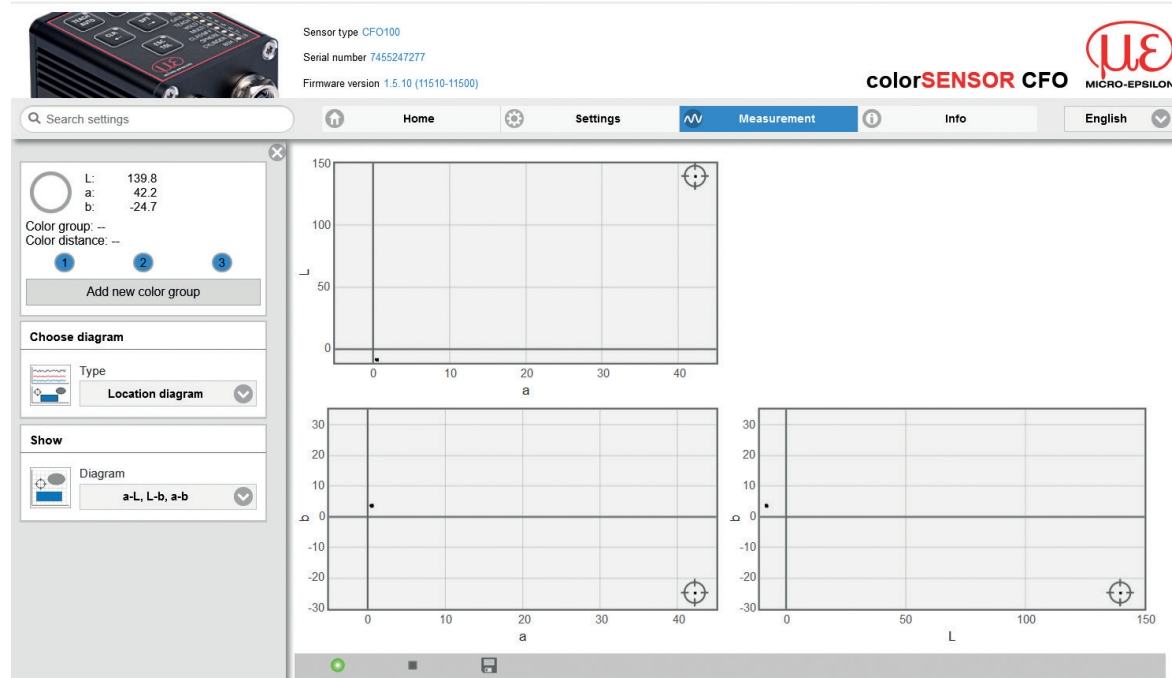 Sensor type CFO100
Serial number 7455247277
Firmware version 1.5.10 (11510-11500)
colorSENSOR CFO
µε
MICRO-EPSILON
Search settings
Home
Settings
Measurement
Info
English
L: 139.8
a: 42.2
b: -24.7
Color group: --
Color distance: --
1 2 3
Add new color group
Choose diagram
Type
Location diagram
Show
Diagram
a-L, L-b, a-b
150
100
50
0
L
0 10 20 30 40
a
30
20
10
0
-10
-20
-30
b
0 10 20 30 40
a
30
20
10
0
-10
-20
-30
b
0 50 100 150
L